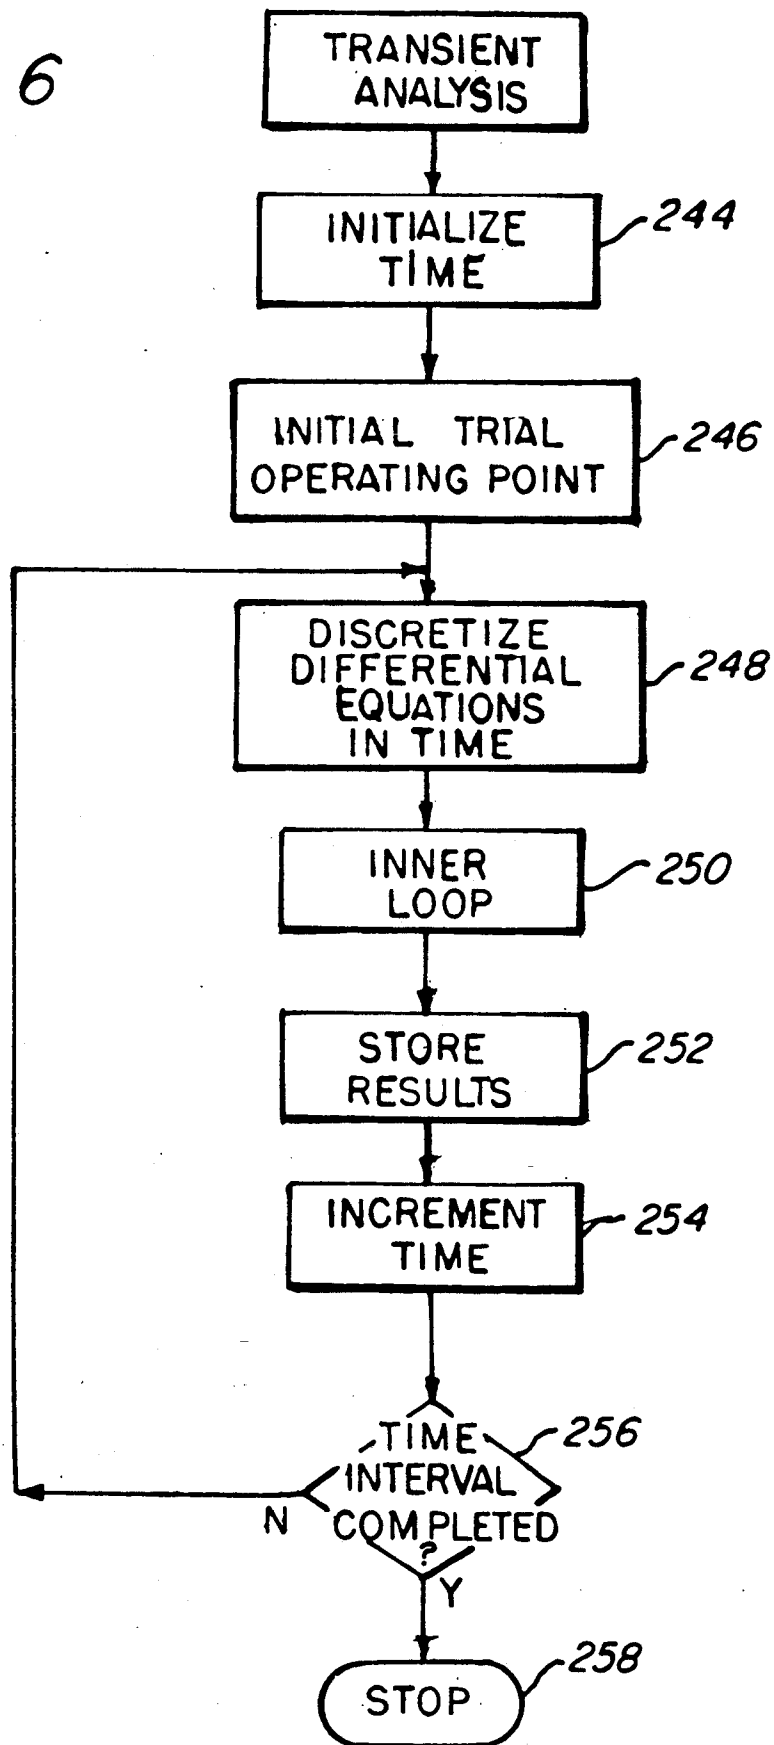 6
TRANSIENT
ANALYSIS
INITIALIZE
TIME
244
INITIAL TRIAL
OPERATING POINT
246
DISCRETIZE
DIFFERENTIAL
EQUATIONS
IN TIME
248
INNER
LOOP
250
STORE
RESULTS
252
INCREMENT
TIME
254
TIME
INTERVAL
COMPLETED
?
256
N
Y
STOP
258